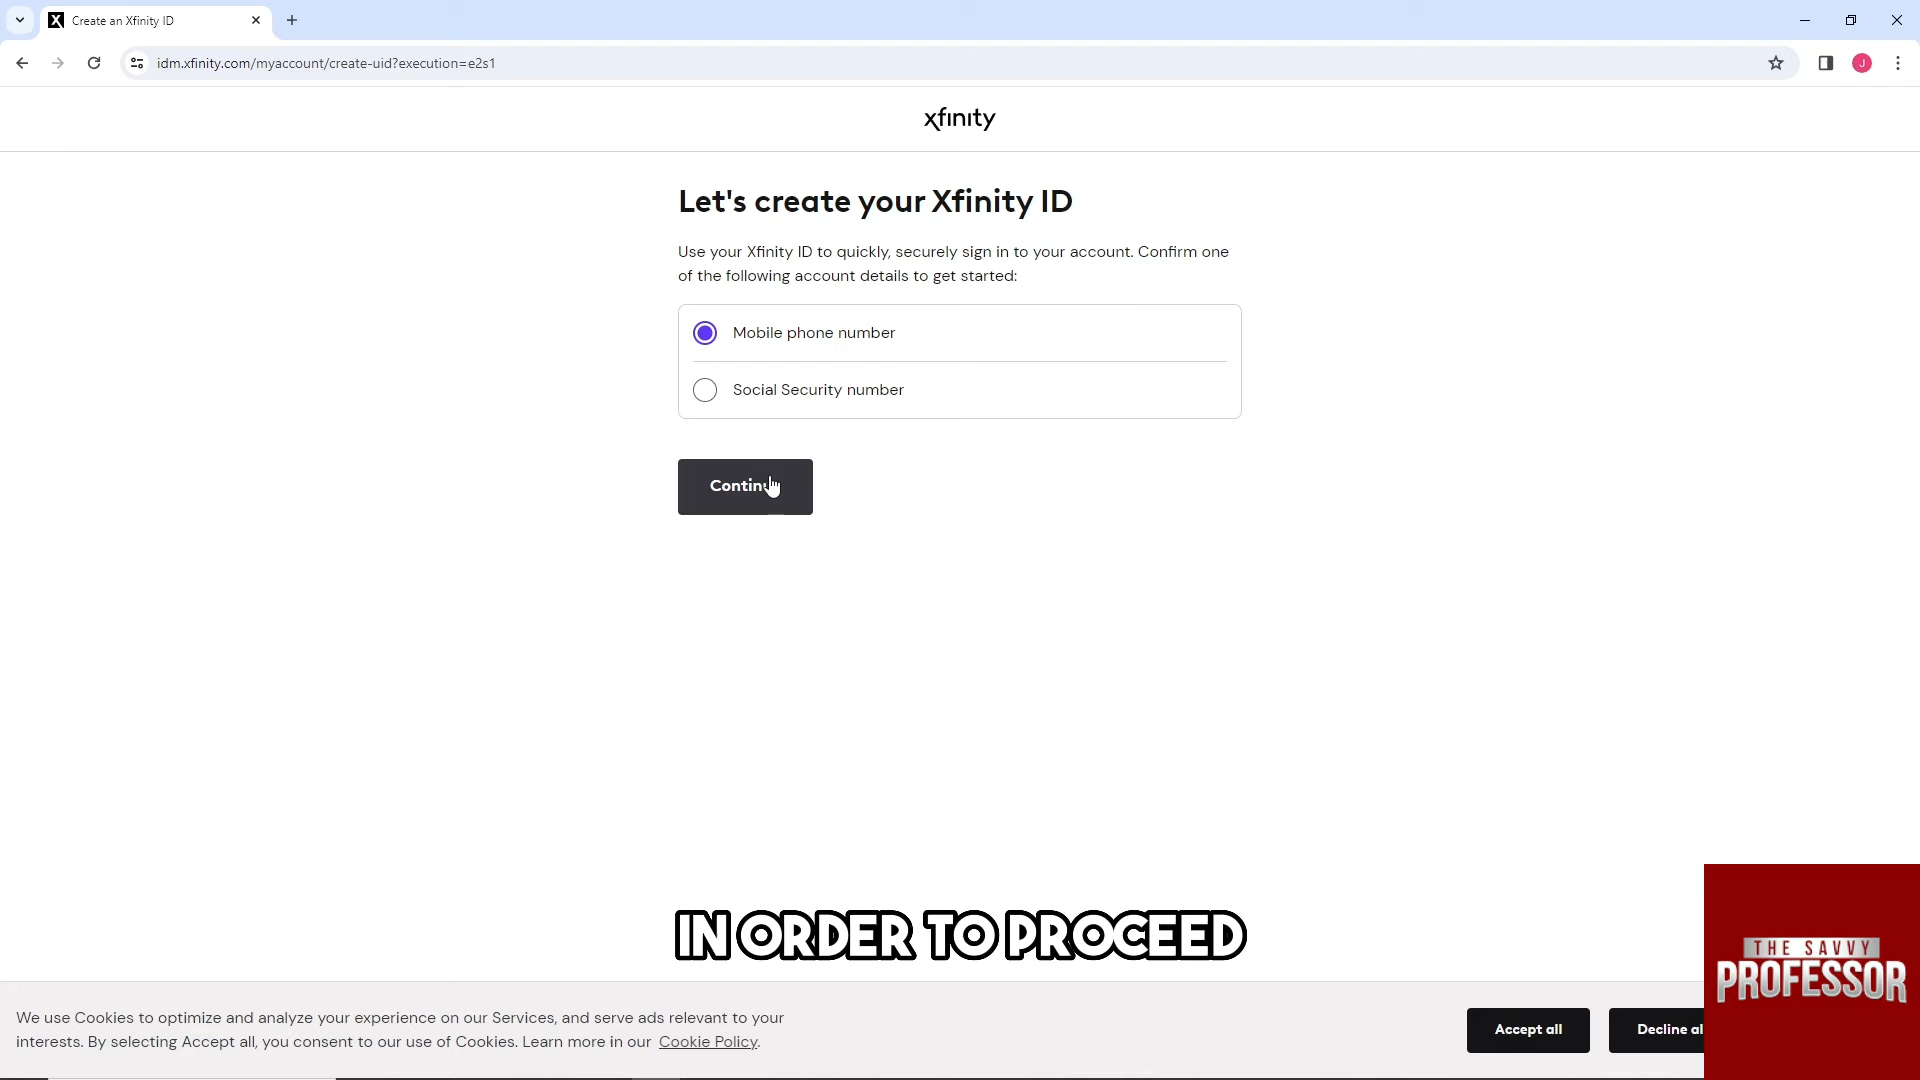 Create an Xfinity ID
idm.xfinity.com/myaccount/create-uid?execution=e2s1
J
xfinity
Let's create your Xfinity ID
Use your Xfinity ID to quickly, securely sign in to your account. Confirm one
of the following account details to get started:
Mobile phone number
Social Security number
Continue
IN ORDER TO PROCEED
We use Cookies to optimize and analyze your experience on our Services, and serve ads relevant to your
interests. By selecting Accept all, you consent to our use of Cookies. Learn more in our Cookie Policy.
Accept all
Decline al
THE SAVVY
PROFESSOR